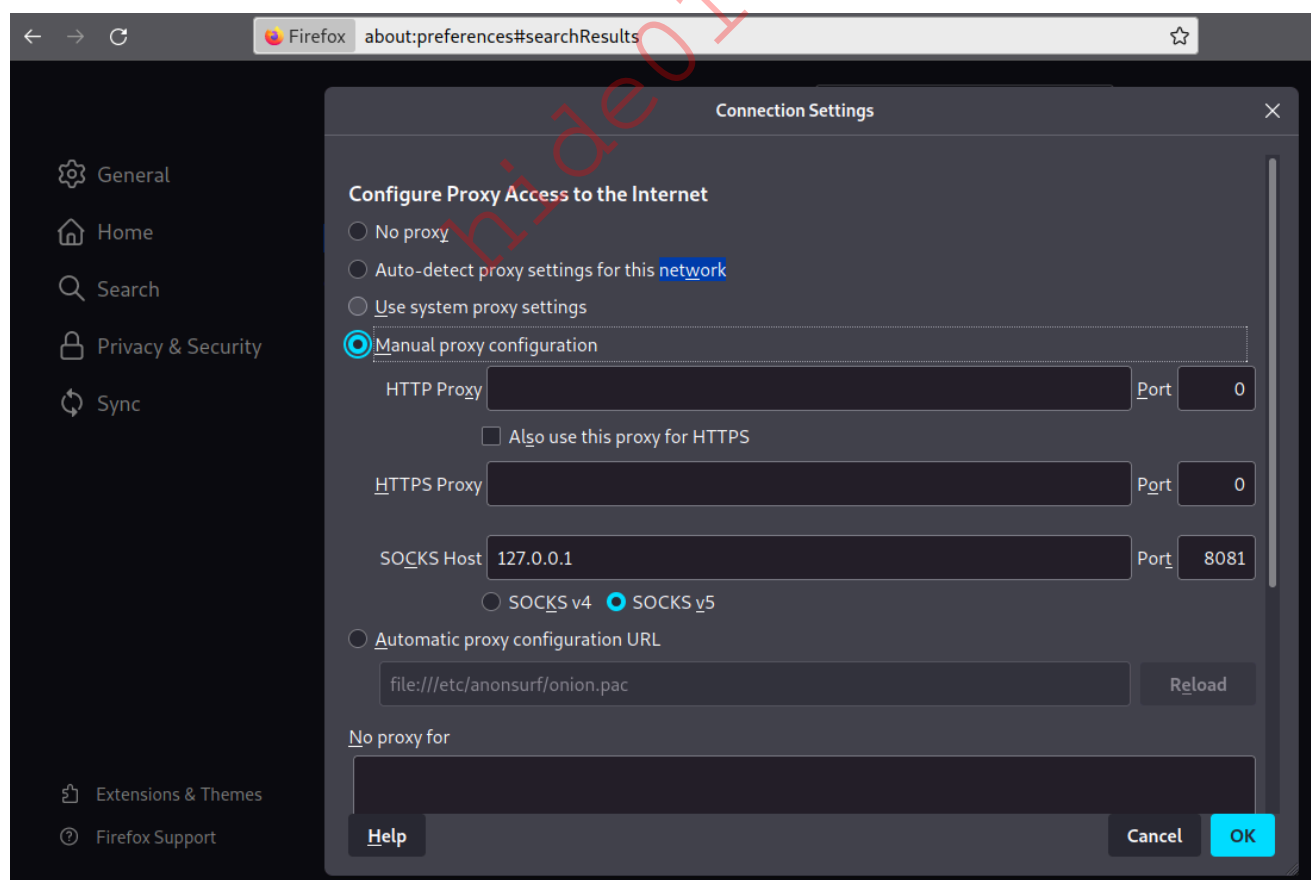 Firefox about:preferences#searchResults
Connection Settings
General
Home
Search
Privacy & Security
Sync
Extensions & Themes
Firefox Support
Configure Proxy Access to the Internet
No proxy
Auto-detect proxy settings for this network
Use system proxy settings
Manual proxy configuration
HTTP Proxy Port 0
Also use this proxy for HTTPS
HTTPS Proxy Port 0
SOCKS Host 127.0.0.1 Port 8081
SOCKS v4 SOCKS v5
Automatic proxy configuration URL
file:///etc/anonsurf/onion.pac Reload
No proxy for
Help Cancel OK